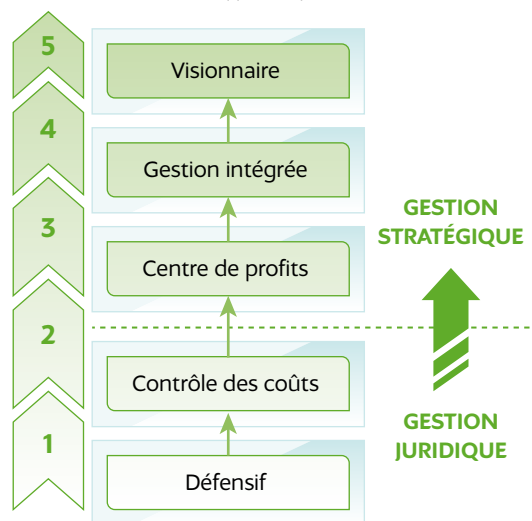 5
Visionnaire
4
Gestion intégrée
3
GESTION
STRATÉGIQUE
Centre de profits
2
Contrôle des coûts
GESTION
JURIDIQUE
1
Défensif